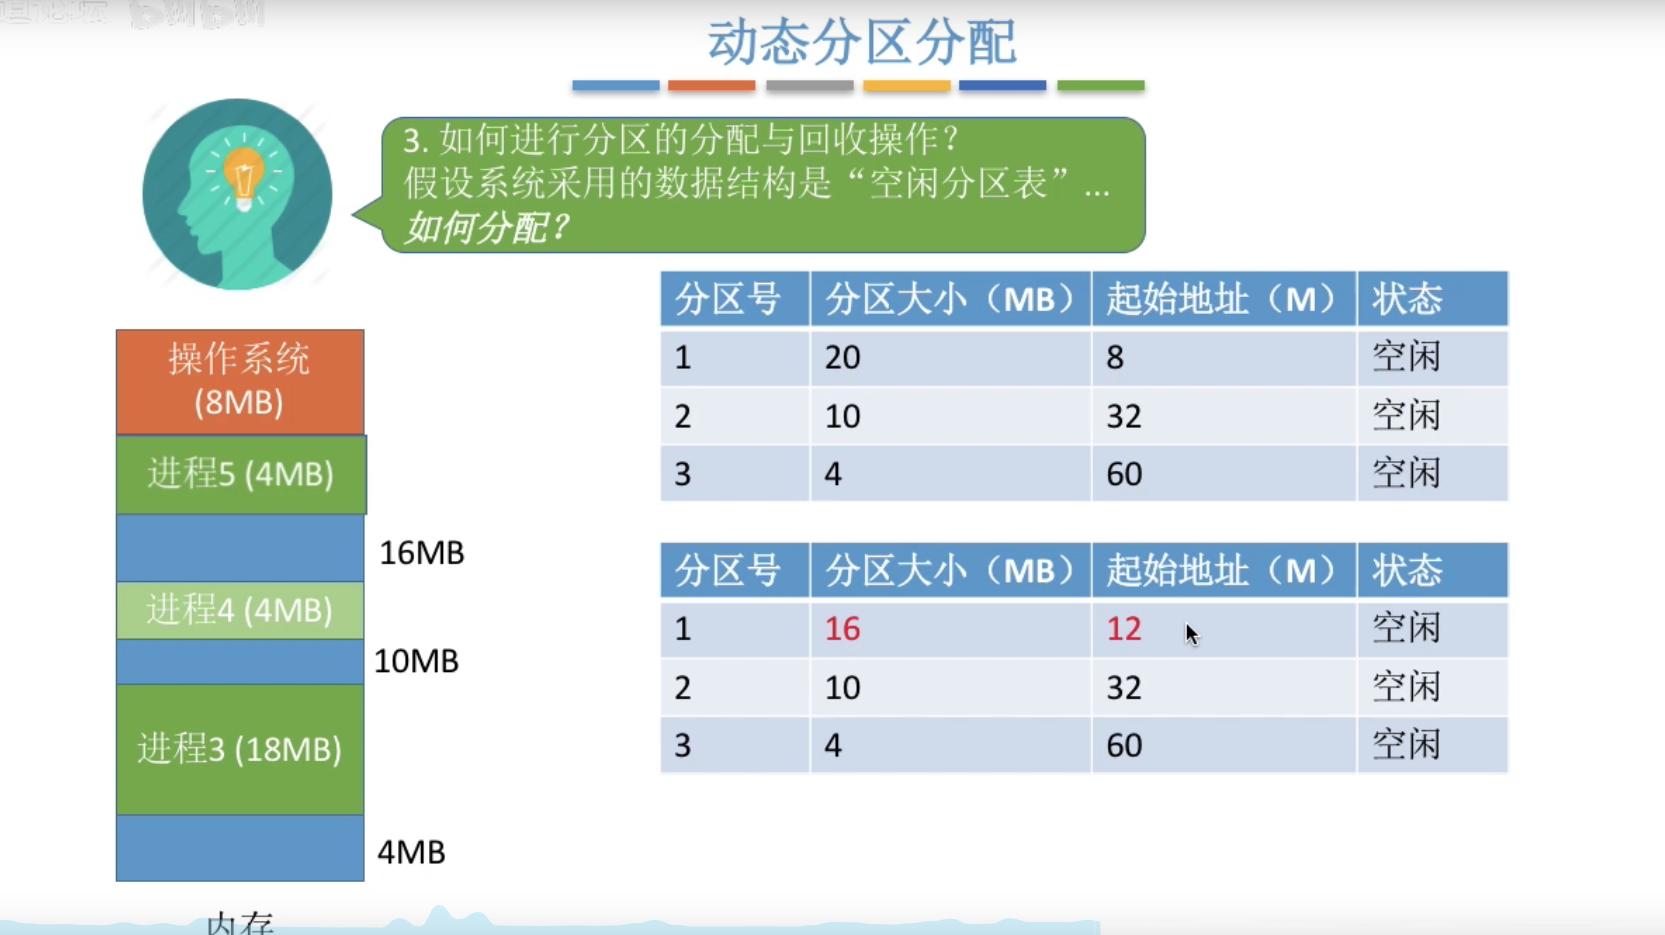 动态分区分配
3. 如何进行分区的分配与回收操作？
假设系统采用的数据结构是“空闲分区表”...
如何分配？
操作系统
(8MB)
进程5 (4MB)
16MB
进程4 (4MB)
10MB
进程3 (18MB)
4MB
内存
分区号 分区大小（MB） 起始地址（M） 状态
1 20 8 空闲
2 10 32 空闲
3 4 60 空闲
分区号 分区大小（MB） 起始地址（M） 状态
1 16 12 空闲
2 10 32 空闲
3 4 60 空闲